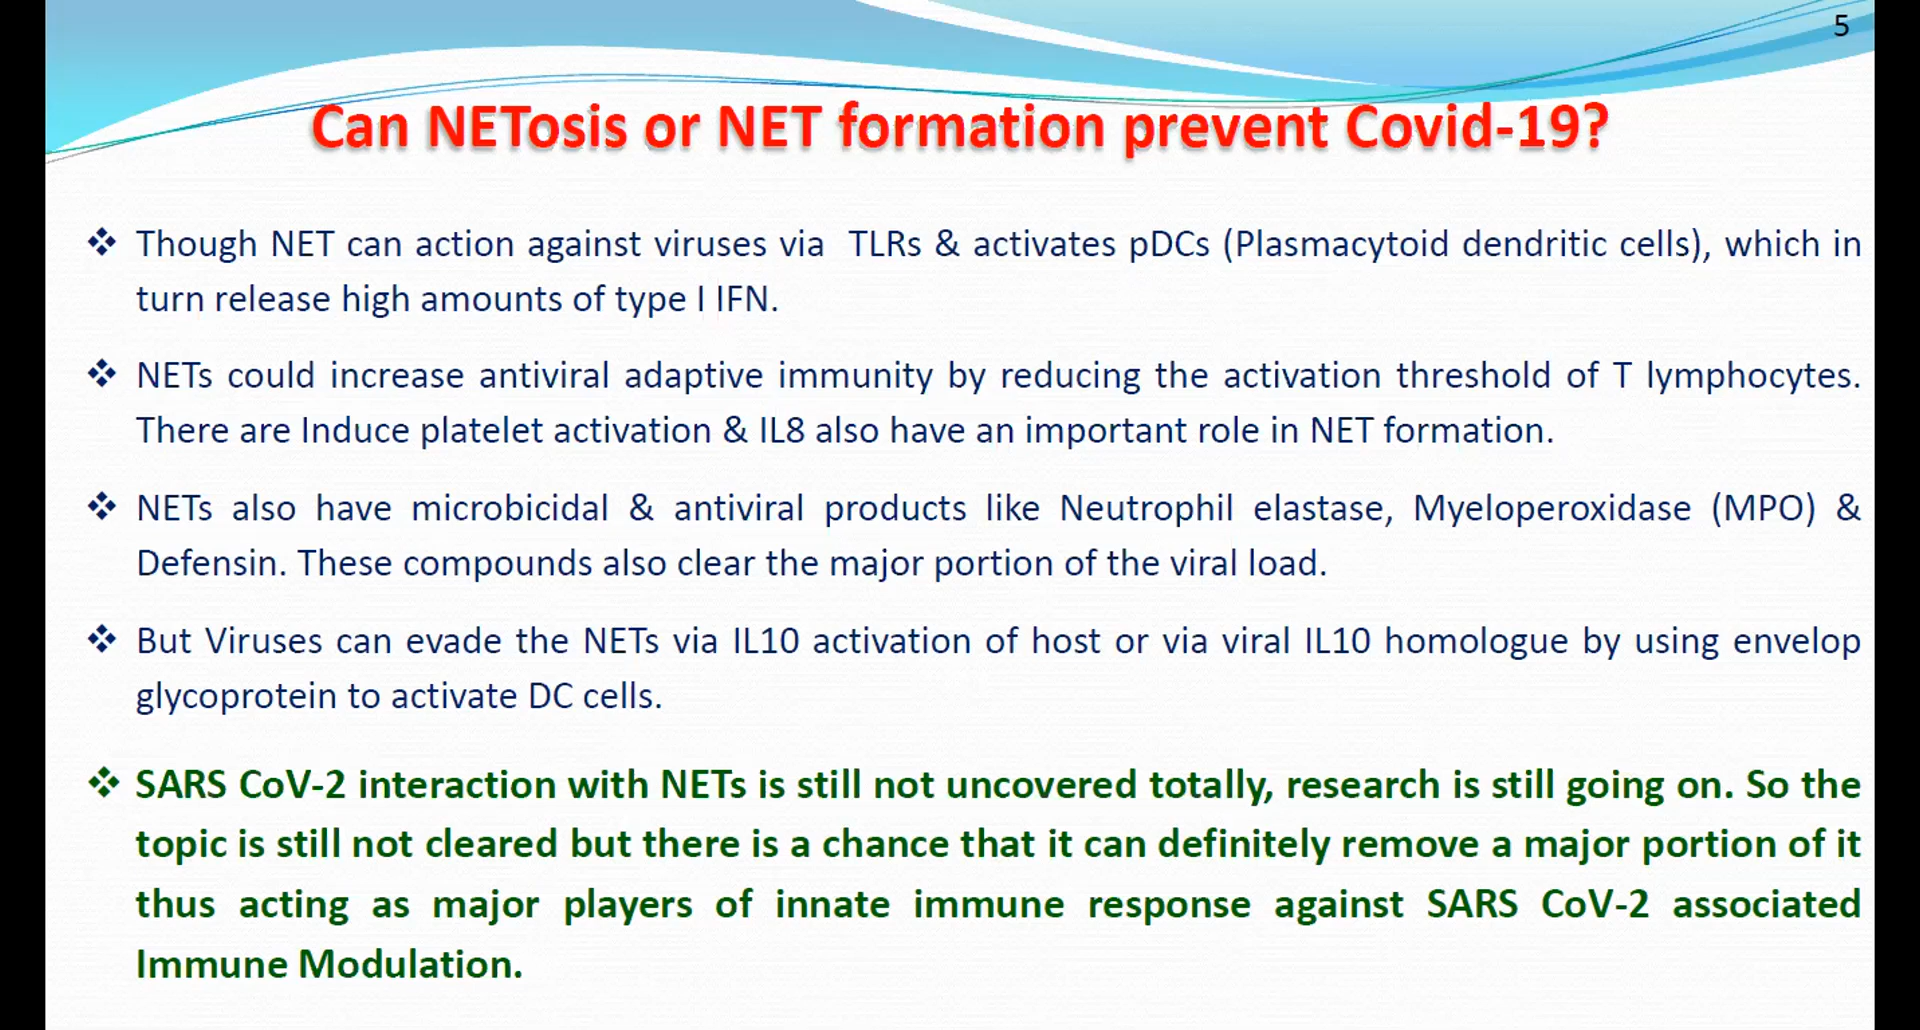 5
Can NETosis or NET formation prevent Covid-19?
❖ Though NET can action against viruses via TLRs & activates pDCs (Plasmacytoid dendritic cells), which in
turn release high amounts of type I IFN.
❖ NETs could increase antiviral adaptive immunity by reducing the activation threshold of T lymphocytes.
There are Induce platelet activation & IL8 also have an important role in NET formation.
❖ NETs also have microbicidal & antiviral products like Neutrophil elastase, Myeloperoxidase (MPO) &
Defensin. These compounds also clear the major portion of the viral load.
❖ But Viruses can evade the NETs via IL10 activation of host or via viral IL10 homologue by using envelop
glycoprotein to activate DC cells.
❖ SARS CoV-2 interaction with NETs is still not uncovered totally, research is still going on. So the
topic is still not cleared but there is a chance that it can definitely remove a major portion of it
thus acting as major players of innate immune response against SARS CoV-2 associated
Immune Modulation.